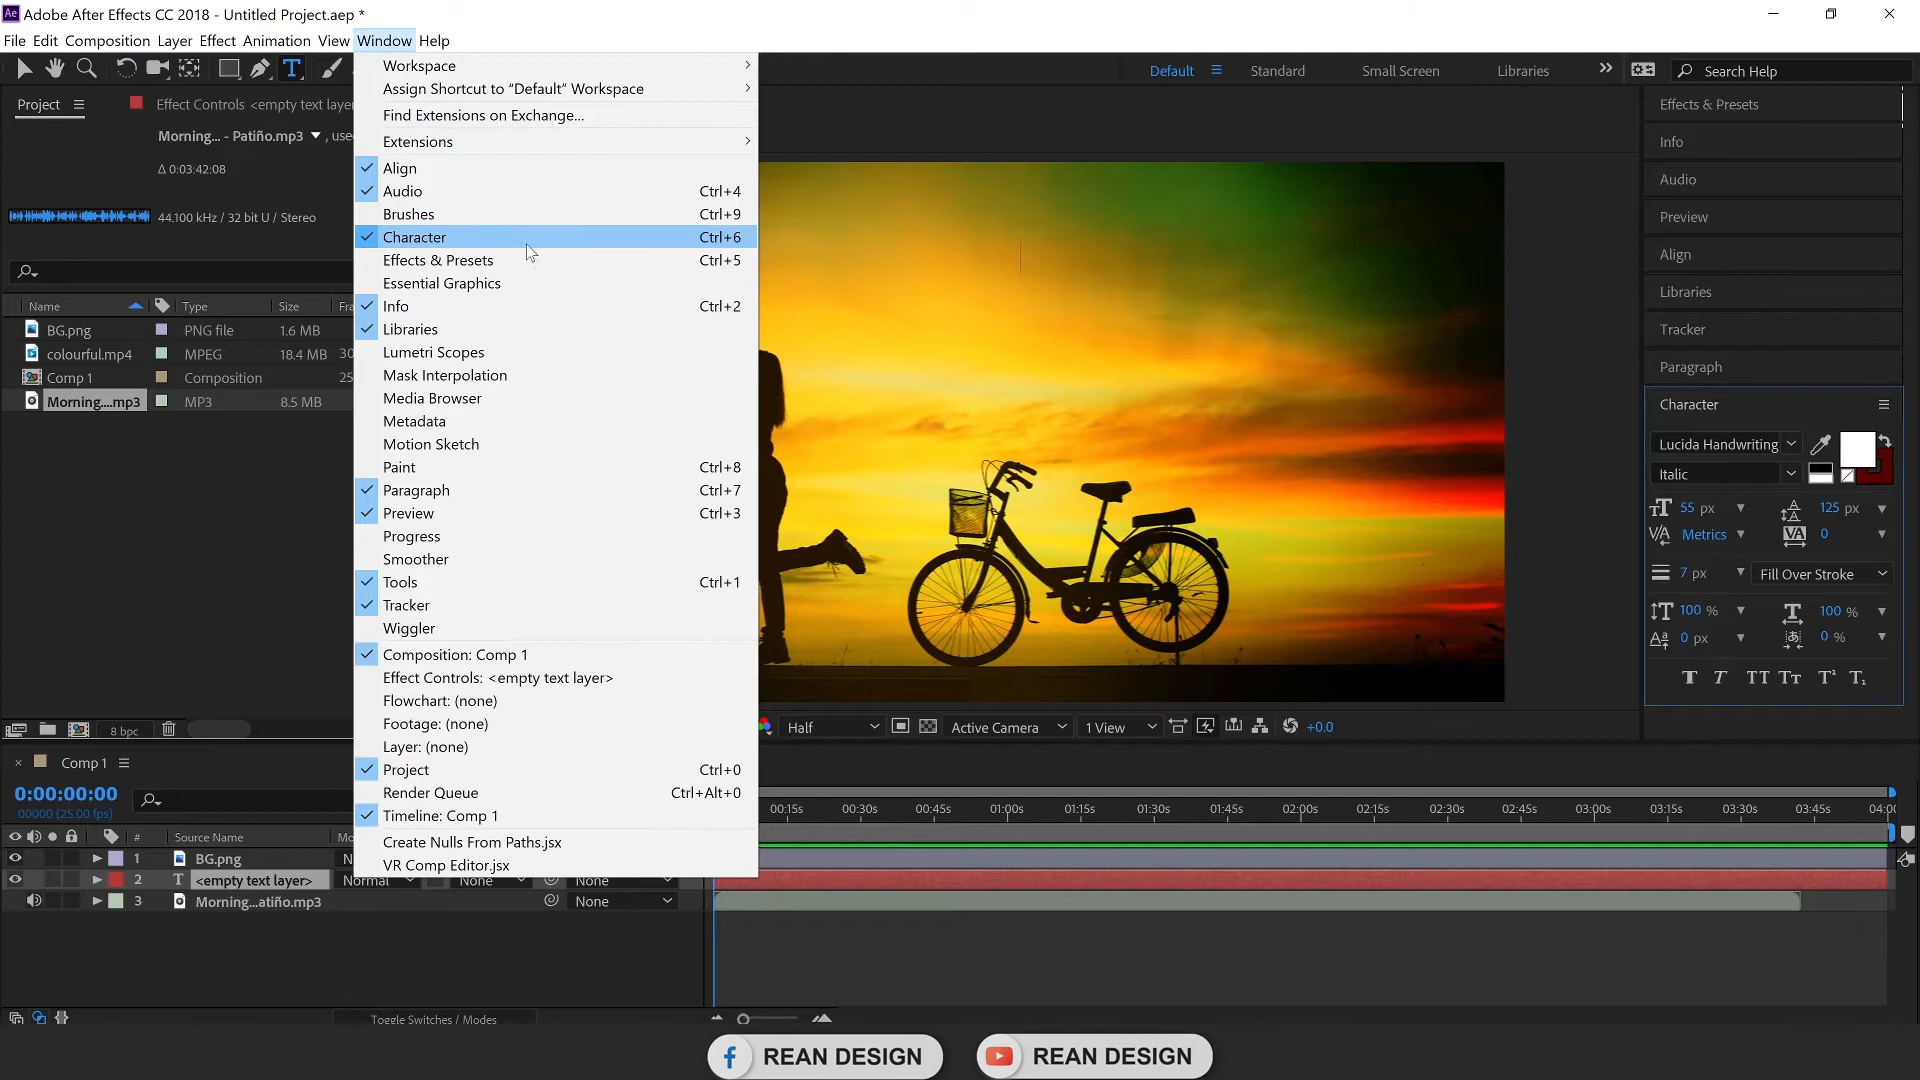 Adobe After Effects CC 2018 - Untitled Project.aep *
File Edit Composition Layer Effect Animation View Window Help
Default Standard Small Screen Libraries Search Help
Project Effect Controls <empty text layer
Morning... - Patiño.mp3 , use
Δ 0:03:42:08
44.100 kHz / 32 bit U / Stereo
Name Type Size Fra
BG.png PNG file 1.6 MB
colourful.mp4 MPEG 18.4 MB 30
Comp 1 Composition 25
Morning....mp3 MP3 8.5 MB
8 bpc
Workspace
Assign Shortcut to “Default” Workspace
Find Extensions on Exchange...
Extensions
Align
Audio Ctrl+4
Brushes Ctrl+9
Character Ctrl+6
Effects & Presets Ctrl+5
Essential Graphics
Info Ctrl+2
Libraries
Lumetri Scopes
Mask Interpolation
Media Browser
Metadata
Motion Sketch
Paint Ctrl+8
Paragraph Ctrl+7
Preview Ctrl+3
Progress
Smoother
Tools Ctrl+1
Tracker
Wiggler
Composition: Comp 1
Effect Controls: <empty text layer>
Flowchart: (none)
Footage: (none)
Layer: (none)
Project Ctrl+0
Render Queue Ctrl+Alt+0
Timeline: Comp 1
Create Nulls From Paths.jsx
VR Comp Editor.jsx
Half Active Camera 1 View +0.0
Effects & Presets
Info
Audio
Preview
Align
Libraries
Tracker
Paragraph
Character
Lucida Handwriting
Italic
55 px 125 px
Metrics 0
7 px Fill Over Stroke
100 % 100 %
0 px 0 %
T T TT Tt T¹ T₁
Comp 1
0:00:00:00
00000 (25.00 fps)
00:15s 00:30s 00:45s 01:00s 01:15s 01:30s 01:45s 02:00s 02:15s 02:30s 02:45s 03:00s 03:15s 03:30s 03:45s 04:00
# Source Name Mo
1 BG.png N
2 T <empty text layer> Normal None None
3 Morning...atiño.mp3 None
Toggle Switches / Modes
REAN DESIGN REAN DESIGN